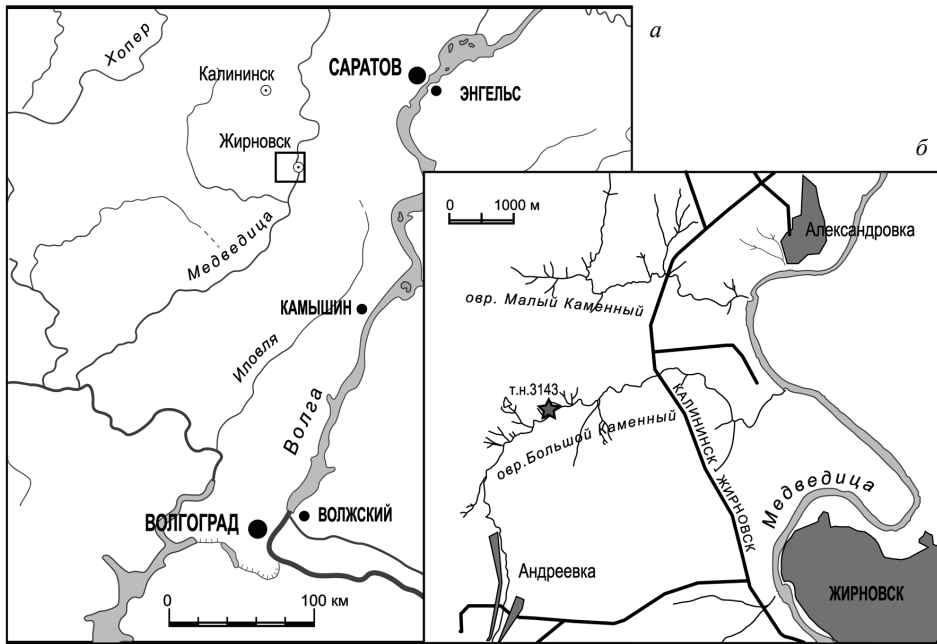 а
Хопер
Калининск
САРАТОВ
ЭНГЕЛЬС
Жирновск
Медведица
КАМЫШИН
Иловля
Волга
ВОЛГОГРАД
ВОЛЖСКИЙ
0 100 км
б
0 1000 м
Александровка
овр. Малый Каменный
т.н.3143
овр.Большой Каменный
КАЛИНИНСК - ЖИРНОВСК
Медведица
Андреевка
ЖИРНОВСК